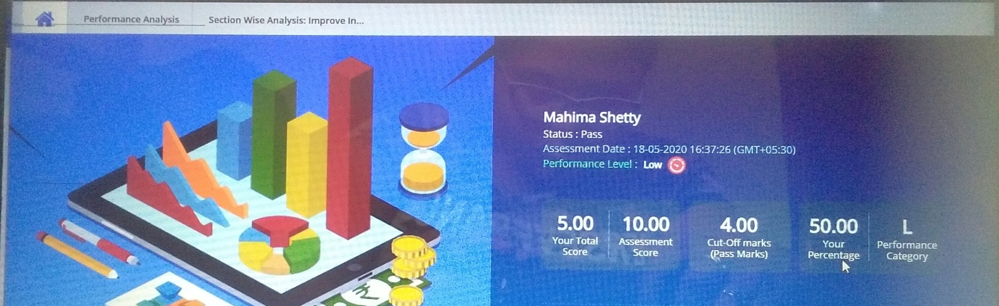 Performance Analysis
Section Wise Analysis: Improve In...
Mahima Shetty
Status : Pass
Assessment Date : 18-05-2020 16:37:26 (GMT+05:30)
Performance Level : Low
5.00
Your Total
Score
10.00
Assessment
Score
4.00
Cut-Off marks
(Pass Marks)
50.00
Your
Percentage
L
Performance
Category